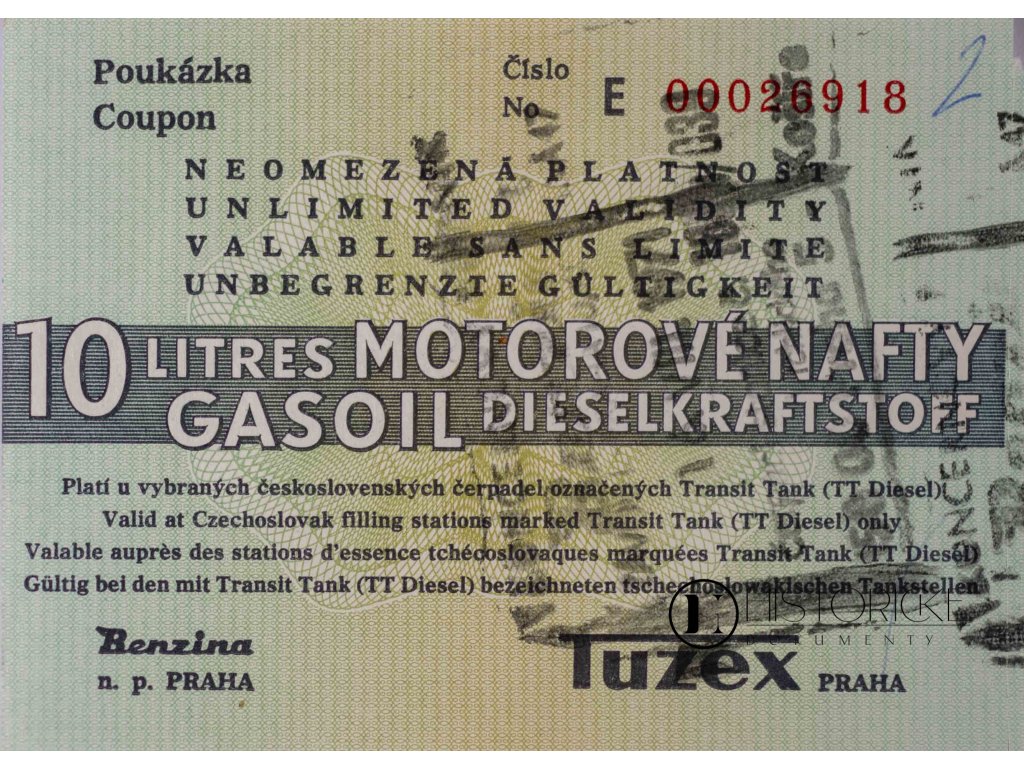 Poukázka
Coupon
Číslo
No
E 00026918
2
NEOMEZENÁ PLATNOST
UNLIMITED VALIDITY
VALABLE SANS LIMITE
UNBEGRENZTE GÜLTIGKEIT
10 LITRES MOTOROVÉ NAFTY
GASOIL DIESELKRAFTSTOFF
Platí u vybraných československých čerpadel označených Transit Tank (TT Diesel)
Valid at Czechoslovak filling stations marked Transit Tank (TT Diesel) only
Valable auprès des stations d'essence tchécoslovaques marquées Transit Tank (TT Diesel)
Gültig bei den mit Transit Tank (TT Diesel) bezeichneten tschechoslowakischen Tankstellen
HISTORICKÉ
DOKUMENTY
Benzina
n. p. PRAHA
Tuzex PRAHA